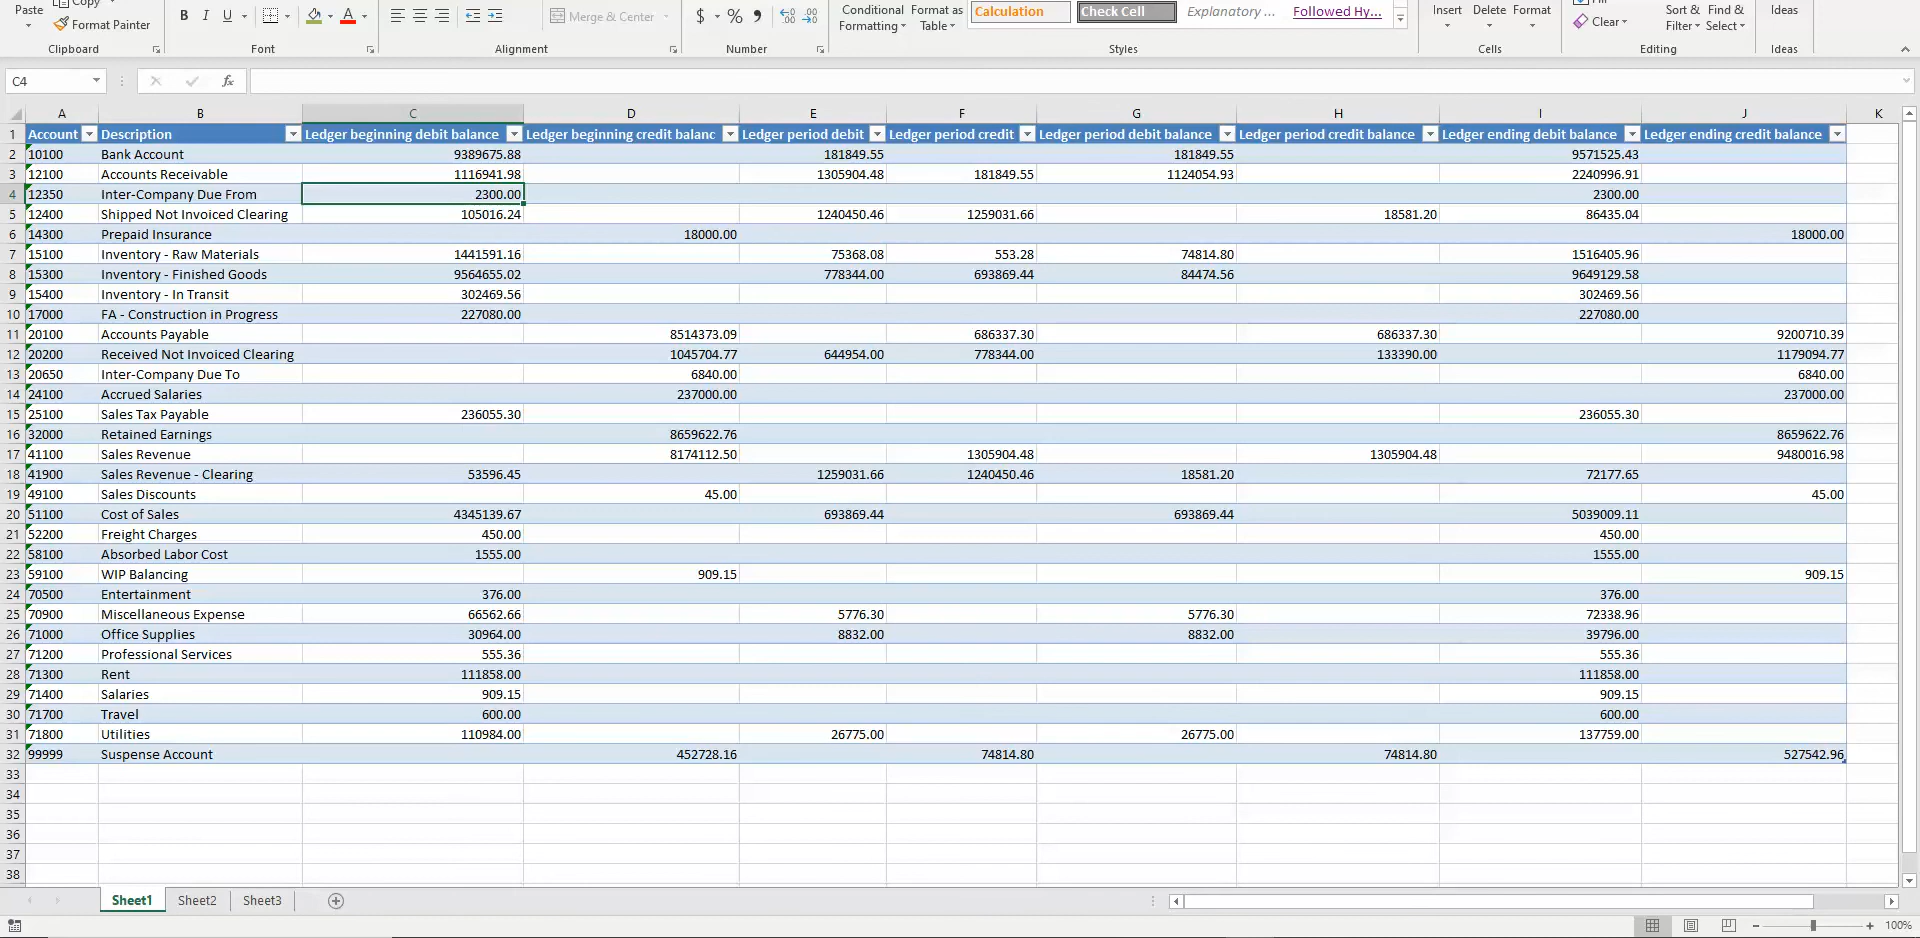 Paste Copy
Format Painter
B I U A
Merge & Center
$ % ,
Conditional Formatting
Format as Table
Calculation Check Cell Explanatory ... Followed Hy...
Insert Delete Format
Fill
Clear
Sort & Filter
Find & Select
Ideas
Clipboard Font Alignment Number Styles Cells Editing Ideas
C4 fx
A B C D E F G H I J K
1 Account Description Ledger beginning debit balance Ledger beginning credit balanc Ledger period debit Ledger period credit Ledger period debit balance Ledger period credit balance Ledger ending debit balance Ledger ending credit balance
2 10100 Bank Account 9389675.88 181849.55 181849.55 9571525.43
3 12100 Accounts Receivable 1116941.98 1305904.48 181849.55 1124054.93 2240996.91
4 12350 Inter-Company Due From 2300.00 2300.00
5 12400 Shipped Not Invoiced Clearing 105016.24 1240450.46 1259031.66 18581.20 86435.04
6 14300 Prepaid Insurance 18000.00 18000.00
7 15100 Inventory - Raw Materials 1441591.16 75368.08 553.28 74814.80 1516405.96
8 15300 Inventory - Finished Goods 9564655.02 778344.00 693869.44 84474.56 9649129.58
9 15400 Inventory - In Transit 302469.56 302469.56
10 17000 FA - Construction in Progress 227080.00 227080.00
11 20100 Accounts Payable 8514373.09 686337.30 686337.30 9200710.39
12 20200 Received Not Invoiced Clearing 1045704.77 644954.00 778344.00 133390.00 1179094.77
13 20650 Inter-Company Due To 6840.00 6840.00
14 24100 Accrued Salaries 237000.00 237000.00
15 25100 Sales Tax Payable 236055.30 236055.30
16 32000 Retained Earnings 8659622.76 8659622.76
17 41100 Sales Revenue 8174112.50 1305904.48 1305904.48 9480016.98
18 41900 Sales Revenue - Clearing 53596.45 1259031.66 1240450.46 18581.20 72177.65
19 49100 Sales Discounts 45.00 45.00
20 51100 Cost of Sales 4345139.67 693869.44 693869.44 5039009.11
21 52200 Freight Charges 450.00 450.00
22 58100 Absorbed Labor Cost 1555.00 1555.00
23 59100 WIP Balancing 909.15 909.15
24 70500 Entertainment 376.00 376.00
25 70900 Miscellaneous Expense 66562.66 5776.30 5776.30 72338.96
26 71000 Office Supplies 30964.00 8832.00 8832.00 39796.00
27 71200 Professional Services 555.36 555.36
28 71300 Rent 111858.00 111858.00
29 71400 Salaries 909.15 909.15
30 71700 Travel 600.00 600.00
31 71800 Utilities 110984.00 26775.00 26775.00 137759.00
32 99999 Suspense Account 452728.16 74814.80 74814.80 527542.96
33
34
35
36
37
38
Sheet1 Sheet2 Sheet3
100%